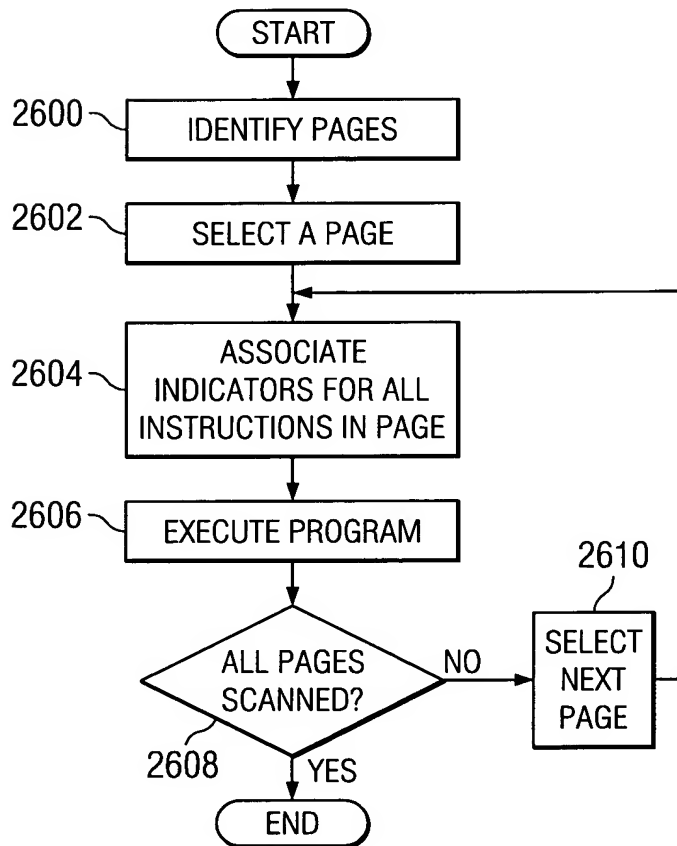 START
2600
IDENTIFY PAGES
2602
SELECT A PAGE
2604
ASSOCIATE
INDICATORS FOR ALL
INSTRUCTIONS IN PAGE
2606
EXECUTE PROGRAM
2610
ALL PAGES
SCANNED?
NO
SELECT
NEXT
PAGE
2608
YES
END